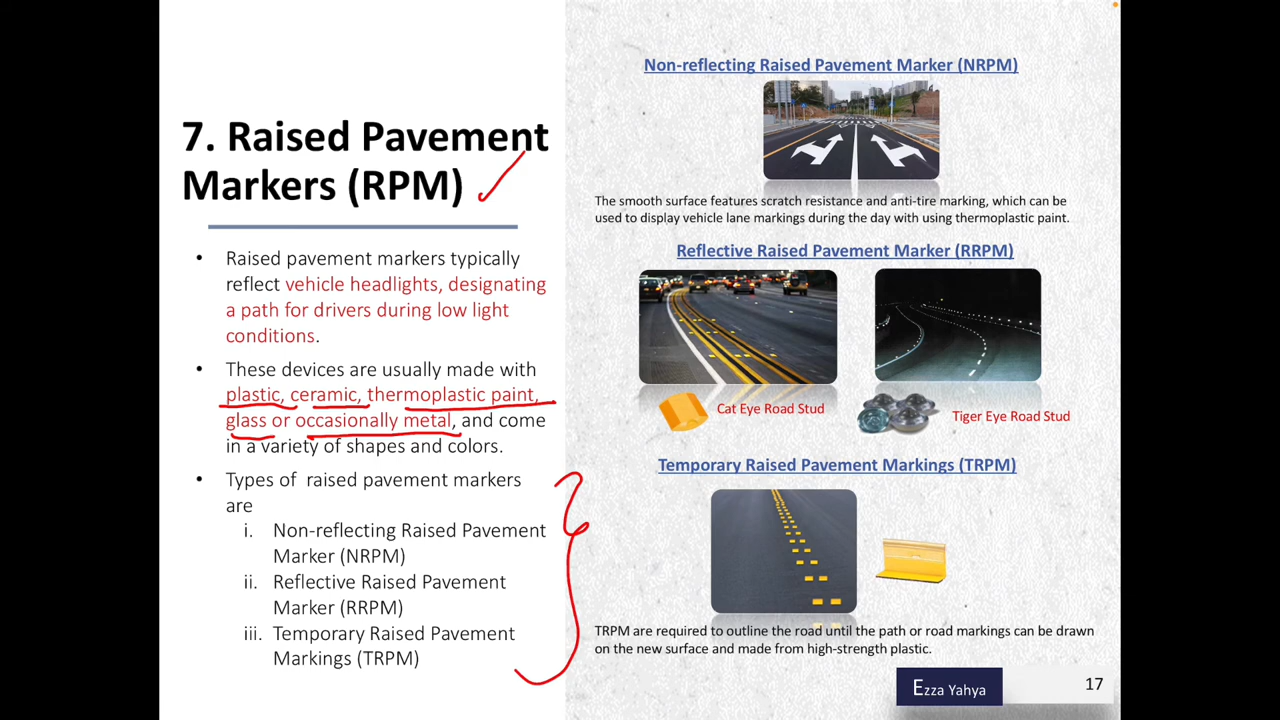 7. Raised Pavement
Markers (RPM)
• Raised pavement markers typically
reflect vehicle headlights, designating
a path for drivers during low light
conditions.
• These devices are usually made with
plastic, ceramic, thermoplastic paint,
glass or occasionally metal, and come
in a variety of shapes and colors.
• Types of raised pavement markers
are
i. Non-reflecting Raised Pavement
Marker (NRPM)
ii. Reflective Raised Pavement
Marker (RRPM)
iii. Temporary Raised Pavement
Markings (TRPM)
Non-reflecting Raised Pavement Marker (NRPM)
The smooth surface features scratch resistance and anti-tire marking, which can be
used to display vehicle lane markings during the day with using thermoplastic paint.
Reflective Raised Pavement Marker (RRPM)
Cat Eye Road Stud
Tiger Eye Road Stud
Temporary Raised Pavement Markings (TRPM)
TRPM are required to outline the road until the path or road markings can be drawn
on the new surface and made from high-strength plastic.
Ezza Yahya
17